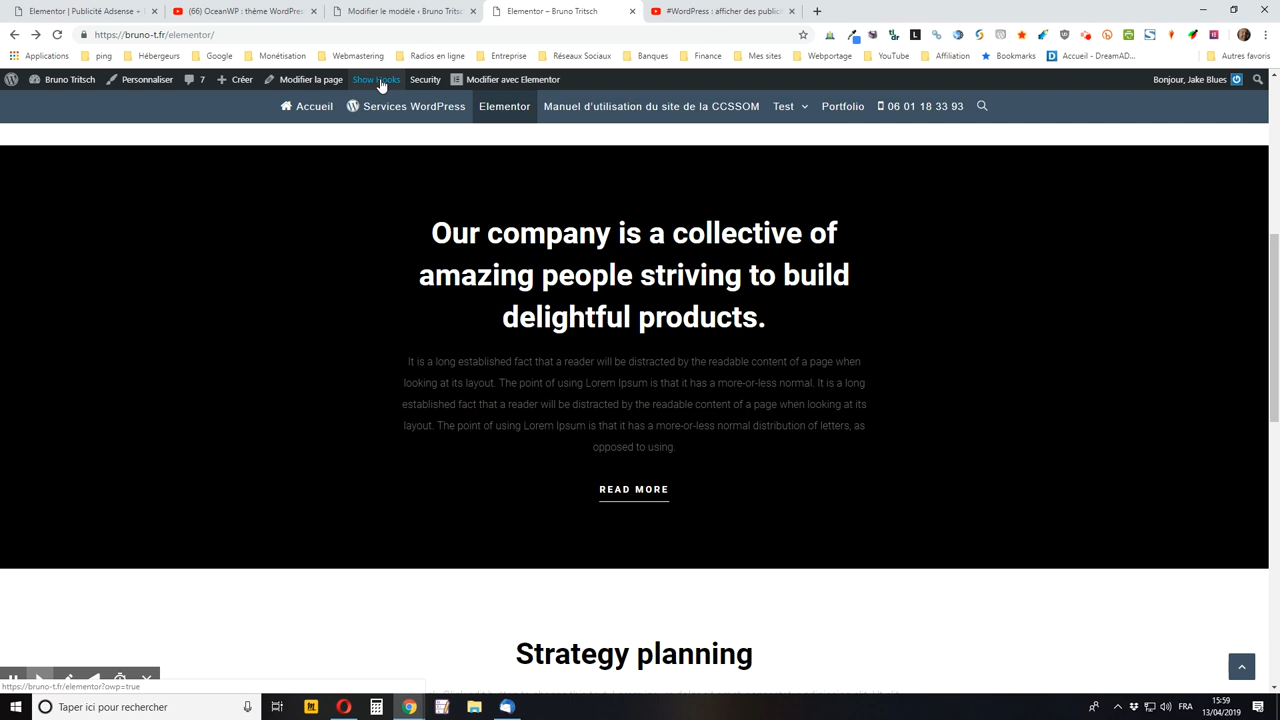 Elementor | Publicité Adsense + I
(66) OceanWP : thème WordPres
Modifier le modèle ‹ Bruno Tritsc
Elementor – Bruno Tritsch
#WordPress : afficher des public
https://bruno-t.fr/elementor/
Applications
ping
Hébergeurs
Google
Monétisation
Webmastering
Radios en ligne
Entreprise
Réseaux Sociaux
Banques
Finance
Mes sites
Webportage
YouTube
Affiliation
Bookmarks
Accueil - DreamAD...
Autres favoris
Bruno Tritsch
Personnaliser
7
Créer
Modifier la page
Show Hooks
Security
Modifier avec Elementor
Bonjour, Jake Blues
Accueil
Services WordPress
Elementor
Manuel d'utilisation du site de la CCSSOM
Test
Portfolio
06 01 18 33 93
Our company is a collective of
amazing people striving to build
delightful products.
It is a long established fact that a reader will be distracted by the readable content of a page when
looking at its layout. The point of using Lorem Ipsum is that it has a more-or-less normal. It is a long
established fact that a reader will be distracted by the readable content of a page when looking at its
layout. The point of using Lorem Ipsum is that it has a more-or-less normal distribution of letters, as
opposed to using.
READ MORE
Strategy planning
https://bruno-t.fr/elementor?owp=true
Taper ici pour rechercher
FRA
15:59
13/04/2019